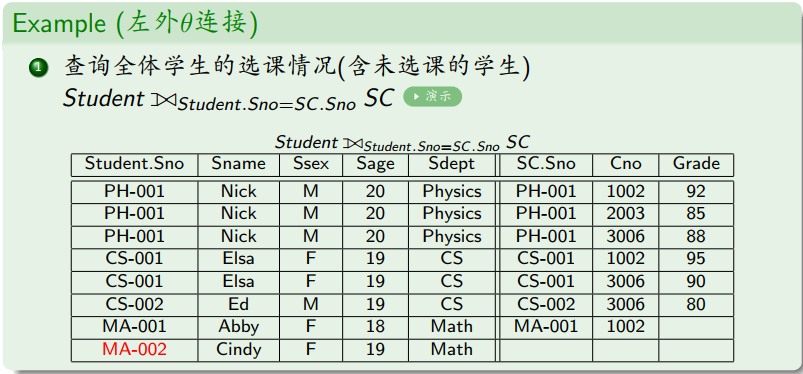 Example (左外θ连接)
1 查询全体学生的选课情况(含未选课的学生)
Student ⟕Student.Sno=SC.Sno SC 演示
Student ⟕Student.Sno=SC.Sno SC
Student.Sno Sname Ssex Sage Sdept SC.Sno Cno Grade
PH-001 Nick M 20 Physics PH-001 1002 92
PH-001 Nick M 20 Physics PH-001 2003 85
PH-001 Nick M 20 Physics PH-001 3006 88
CS-001 Elsa F 19 CS CS-001 1002 95
CS-001 Elsa F 19 CS CS-001 3006 90
CS-002 Ed M 19 CS CS-002 3006 80
MA-001 Abby F 18 Math MA-001 1002
MA-002 Cindy F 19 Math